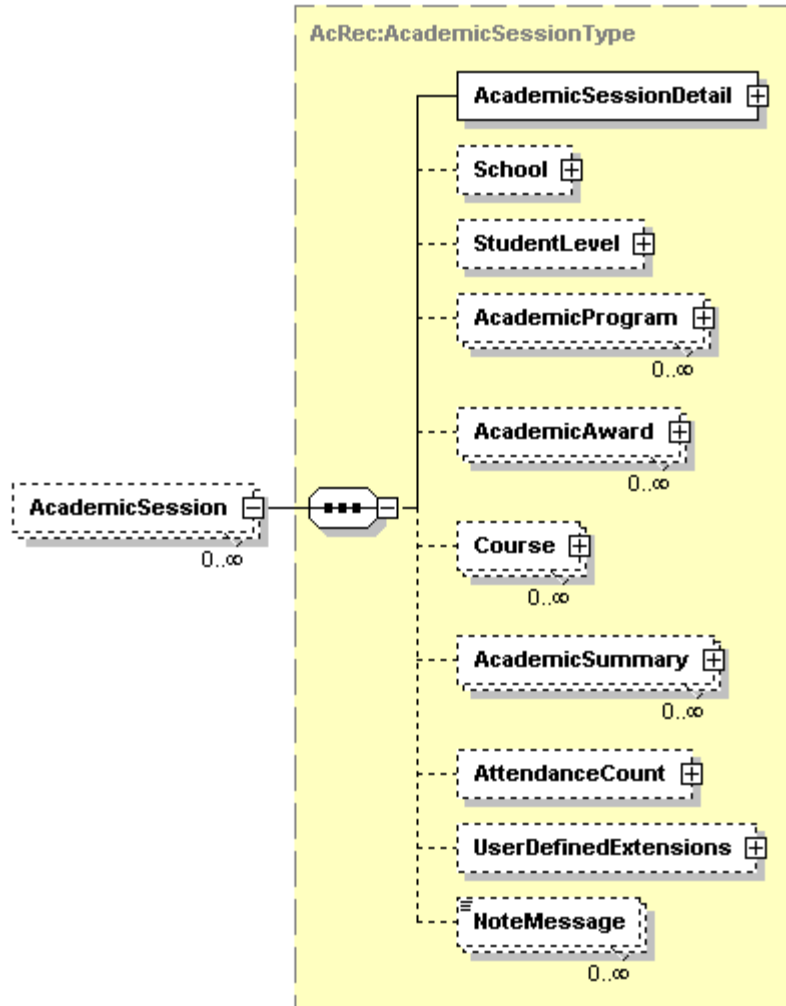 AcRec:AcademicSessionType
AcademicSessionDetail
School
StudentLevel
AcademicProgram
0..∞
AcademicAward
0..∞
AcademicSession
0..∞
Course
0..∞
AcademicSummary
0..∞
AttendanceCount
UserDefinedExtensions
NoteMessage
0..∞